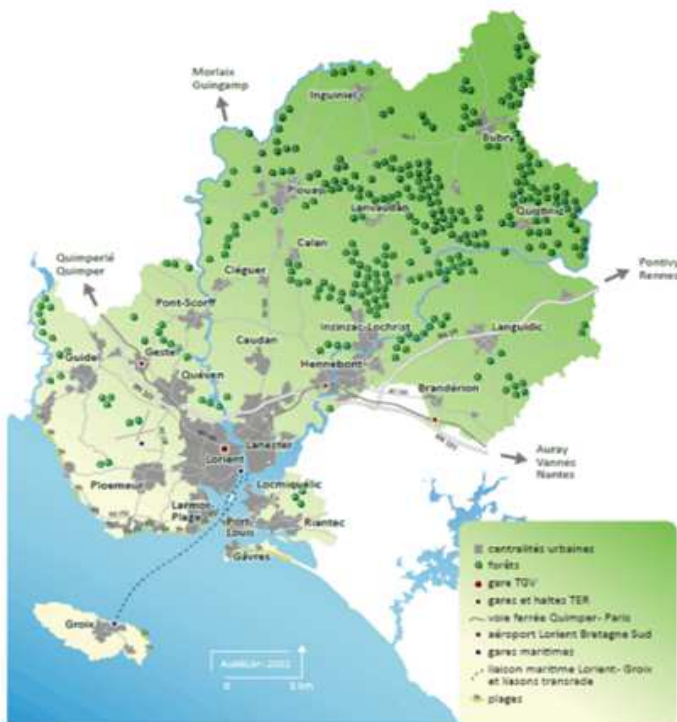 Morlaix
Guingamp
Inguiniel
Bubry
Plouay
Lanvaudan
Quistinic
Quimperlé
Quimper
Calan
Cléguer
Pontivy
Rennes
Pont-Scorff
Inzinzac-Lochrist
Languidic
Guidel
Gestel
Caudan
Quéven
Hennebont
Brandérion
Lanester
Lorient
Auray
Vannes
Nantes
Ploemeur
Locmiquélic
Larmor-
Plage
Port-
Louis
Riantec
Gâvres
Groix
AudéLor - 2003
0 5 km
centralités urbaines
forêts
gare TGV
gares et haltes TER
voie ferrée Quimper- Paris
aéroport Lorient Bretagne Sud
gares maritimes
liaison maritime Lorient- Groix
et liaisons transrade
plages